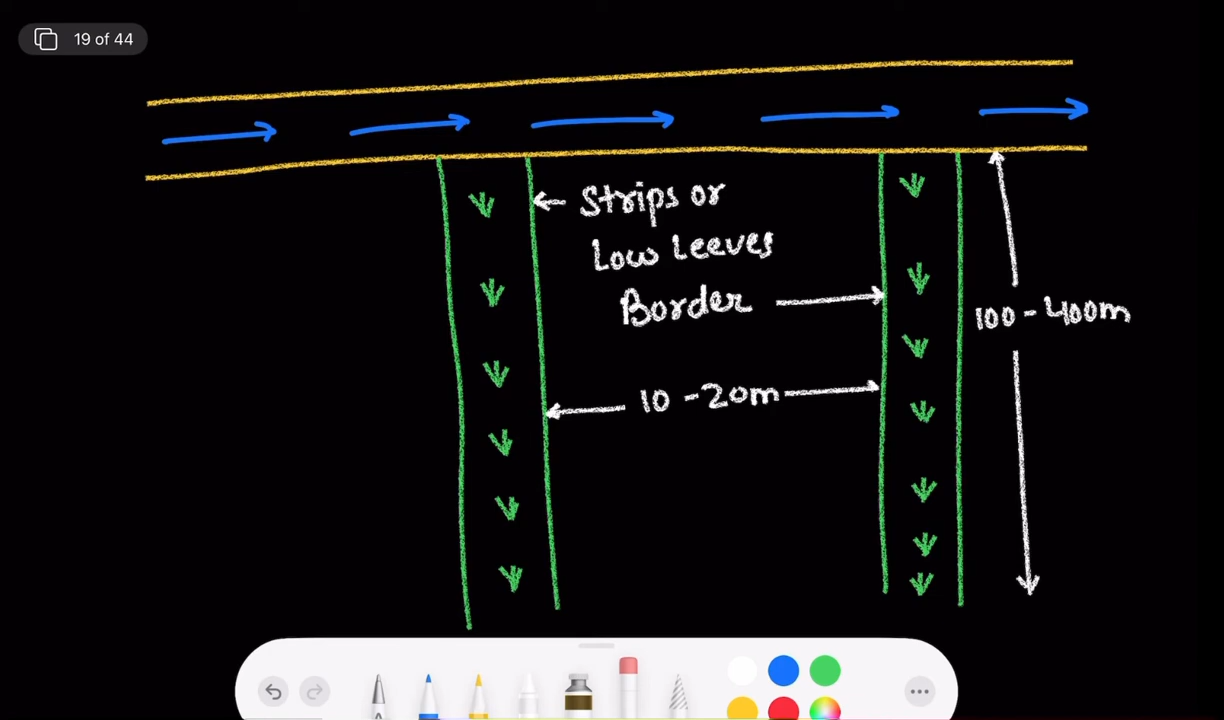 19 of 44
Strips or
Low Leeves
Border
10 - 20m
100 - 400m